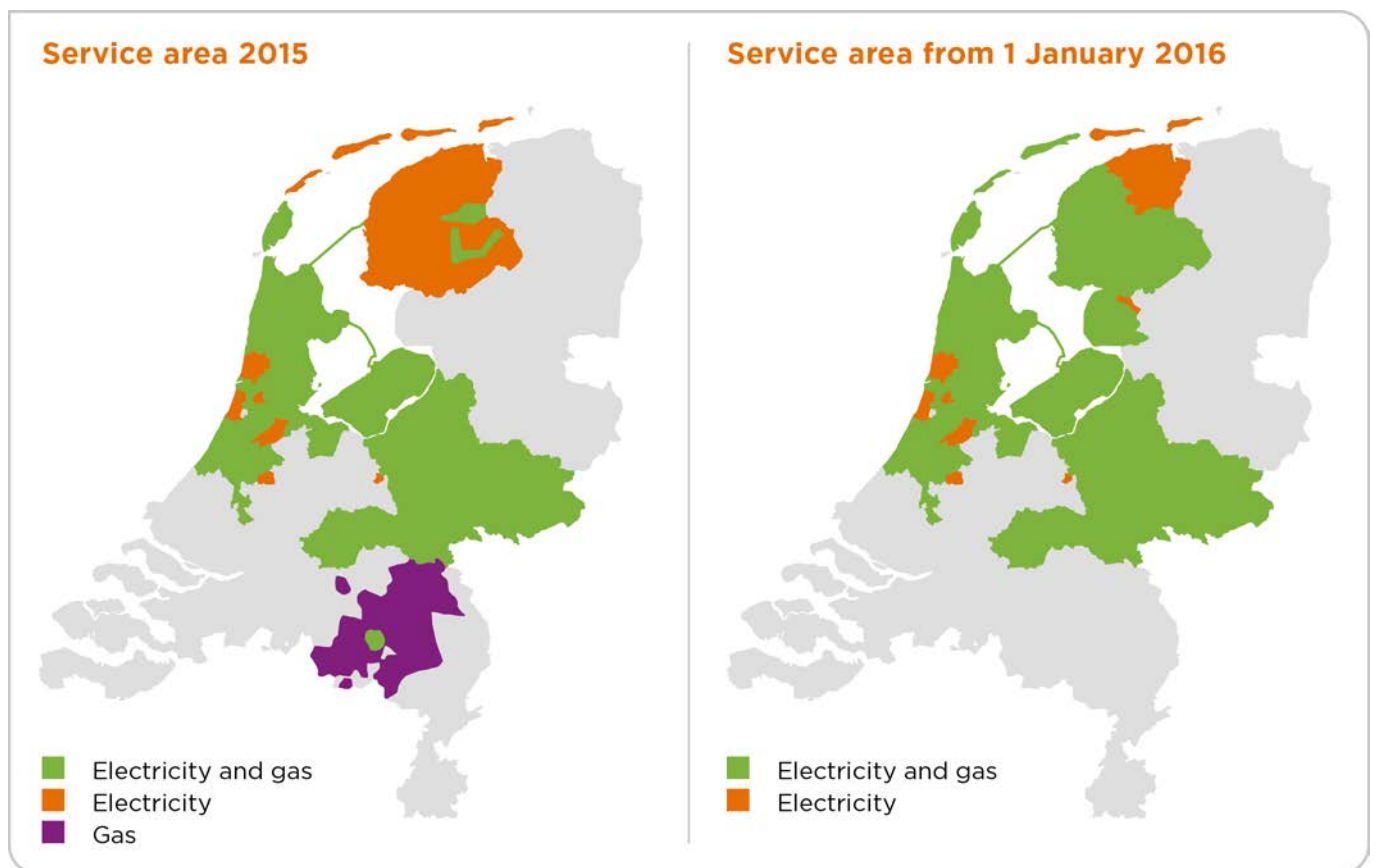 Service area 2015
Electricity and gas
Electricity
Gas
Service area from 1 January 2016
Electricity and gas
Electricity